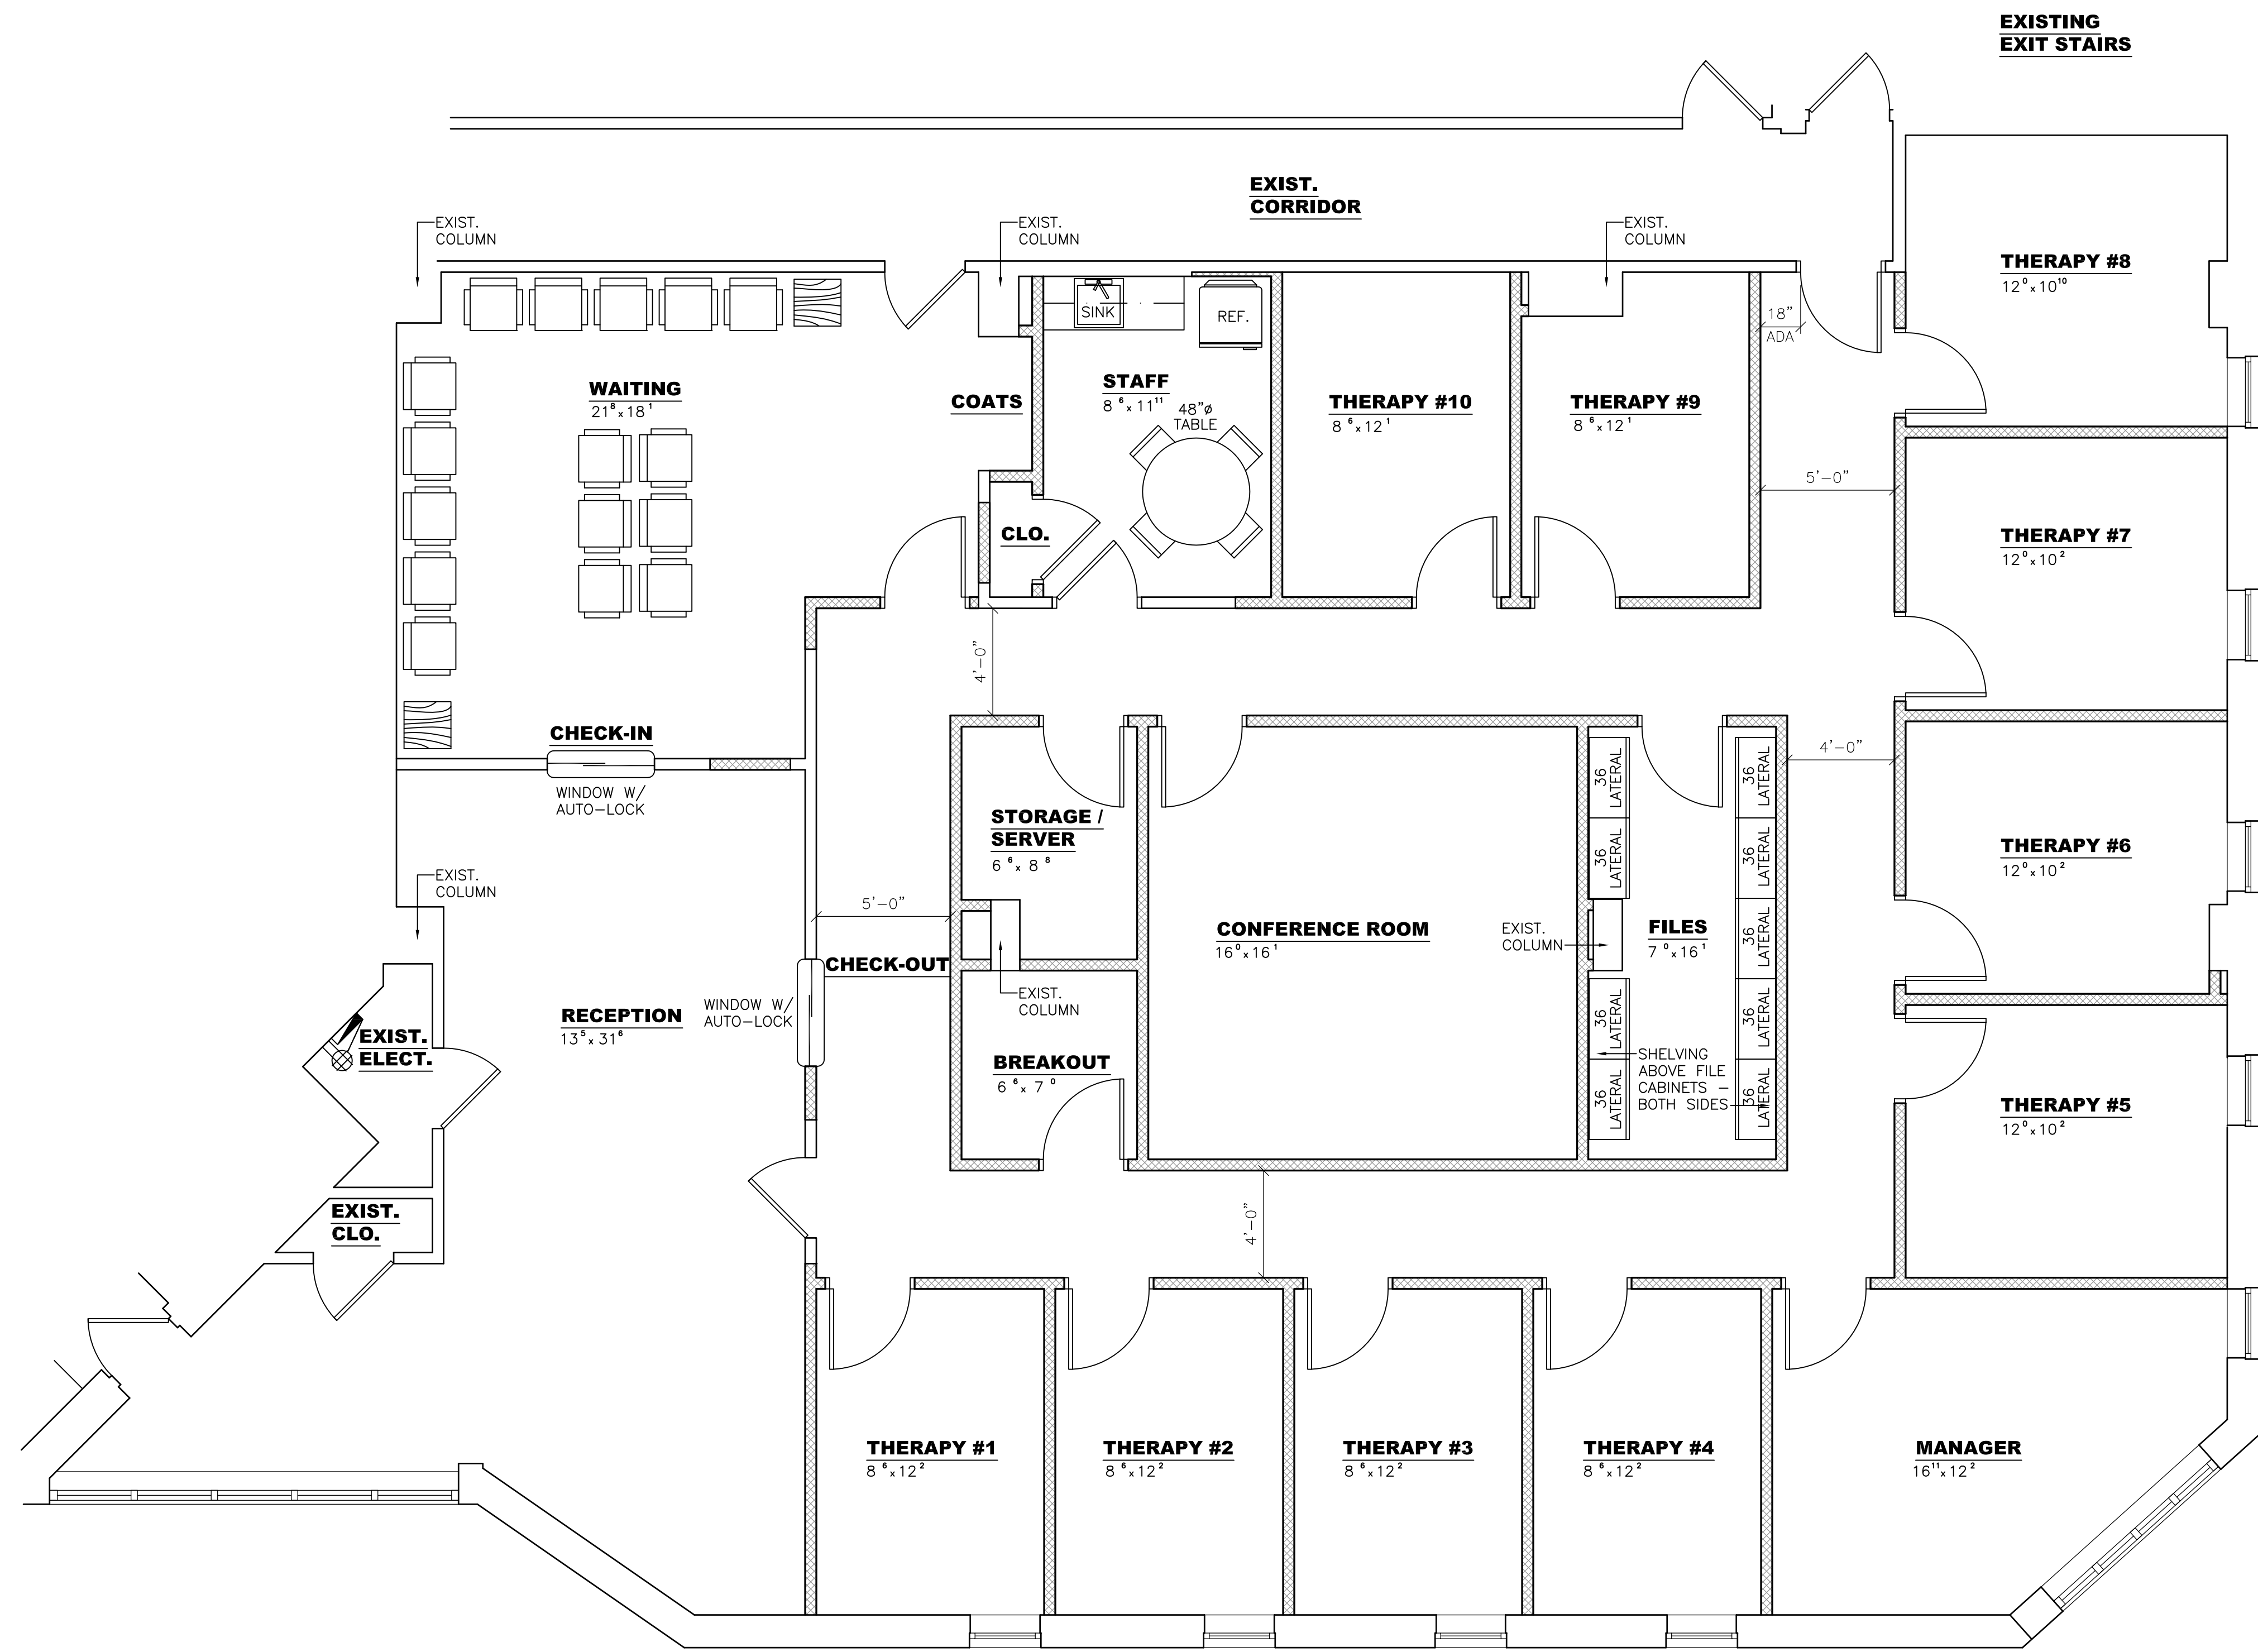 EXISTING
EXIT STAIRS
EXIST.
CORRIDOR
EXIST.
COLUMN
EXIST.
COLUMN
EXIST.
COLUMN
THERAPY #8
12⁰x10¹⁰
SINK
REF.
18"
ADA
WAITING
21⁸x18¹
COATS
STAFF
8⁶x11¹¹
48"ø
TABLE
THERAPY #10
8⁶x12¹
THERAPY #9
8⁶x12¹
5'-0"
CLO.
THERAPY #7
12⁰x10²
4'-0"
CHECK-IN
WINDOW W/
AUTO-LOCK
4'-0"
36
LATERAL
36
LATERAL
STORAGE /
SERVER
6⁶x8⁸
36
LATERAL
36
LATERAL
THERAPY #6
12⁰x10²
EXIST.
COLUMN
5'-0"
CONFERENCE ROOM
16⁰x16¹
EXIST.
COLUMN
FILES
7⁰x16¹
36
LATERAL
CHECK-OUT
WINDOW W/
AUTO-LOCK
EXIST.
COLUMN
RECEPTION
13⁵x31⁶
36
LATERAL
36
LATERAL
EXIST.
ELECT.
BREAKOUT
6⁶x7⁰
SHELVING
ABOVE FILE
CABINETS –
BOTH SIDES
36
LATERAL
36
LATERAL
THERAPY #5
12⁰x10²
EXIST.
CLO.
4'-0"
THERAPY #1
8⁶x12²
THERAPY #2
8⁶x12²
THERAPY #3
8⁶x12²
THERAPY #4
8⁶x12²
MANAGER
16¹¹x12²